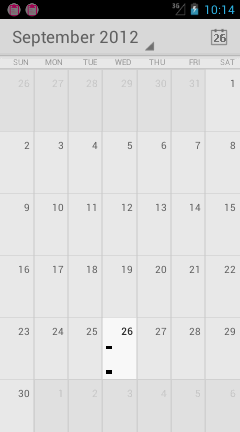 3G 10:14
September 2012 26
SUN MON TUE WED THU FRI SAT
26 27 28 29 30 31 1
2 3 4 5 6 7 8
9 10 11 12 13 14 15
16 17 18 19 20 21 22
23 24 25 26 27 28 29
30 1 2 3 4 5 6